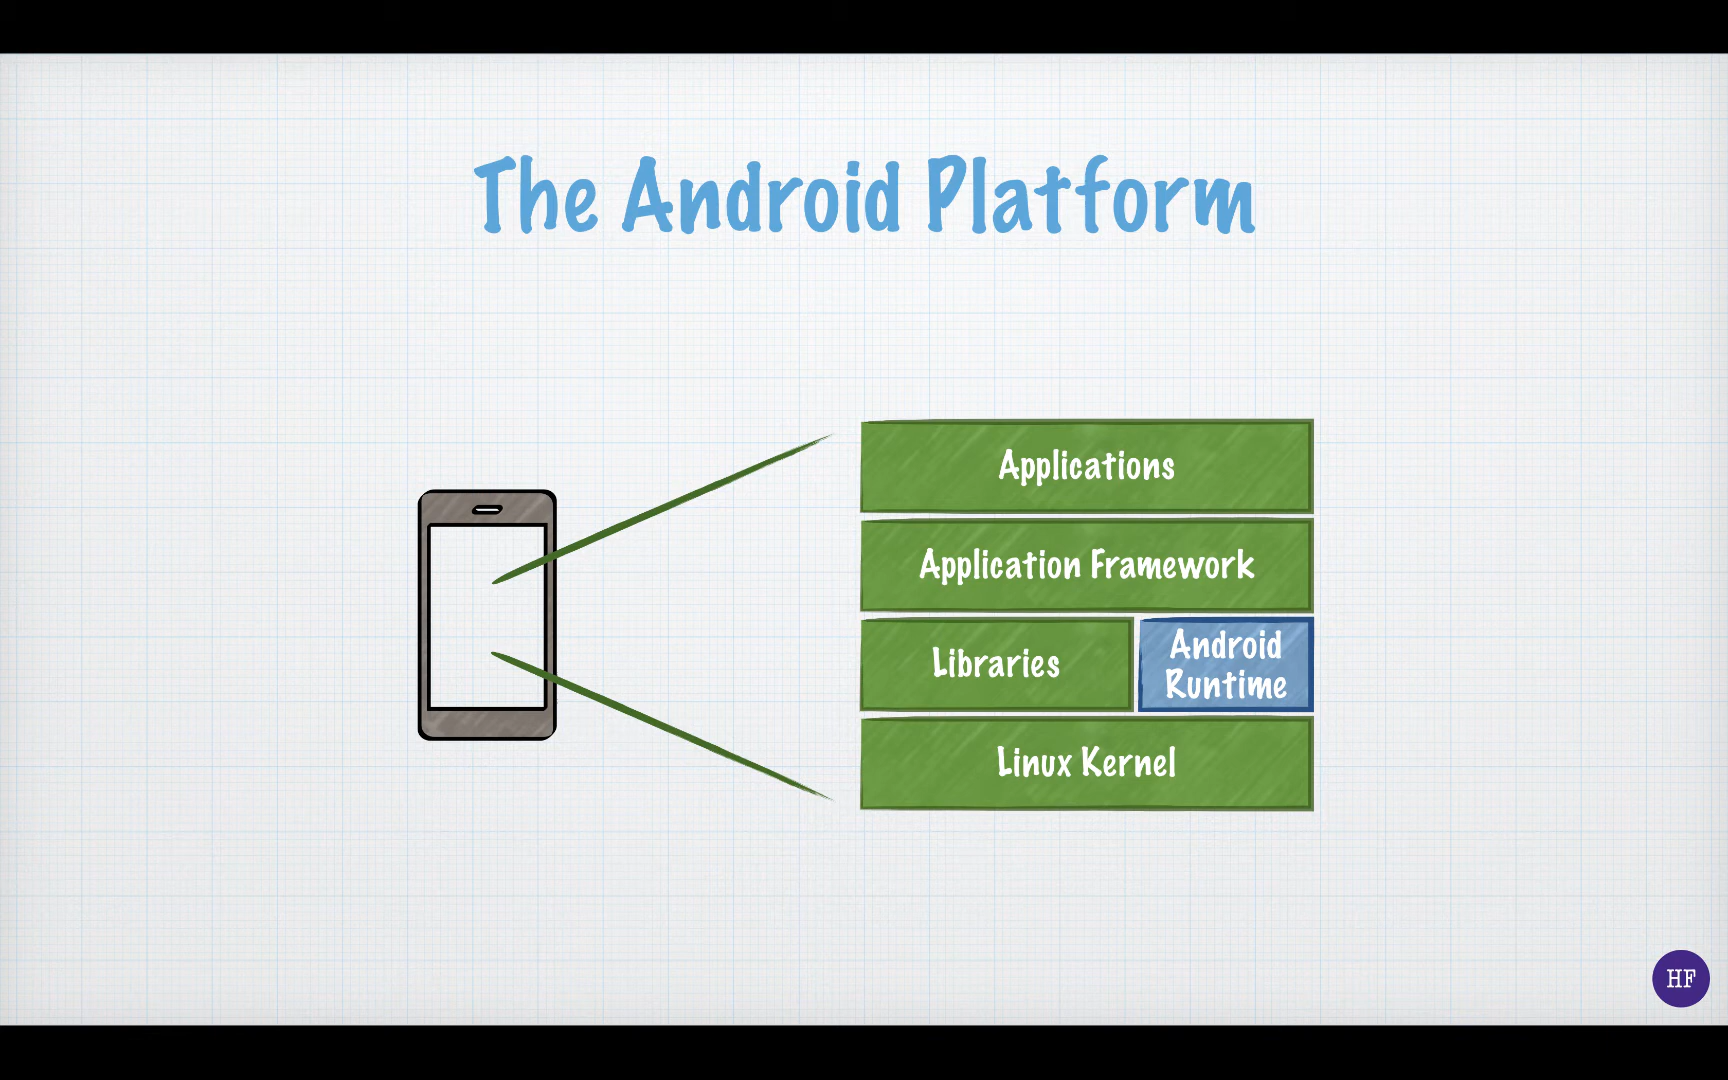 The Android Platform
Applications
Application Framework
Libraries
Android
Runtime
Linux Kernel
HF